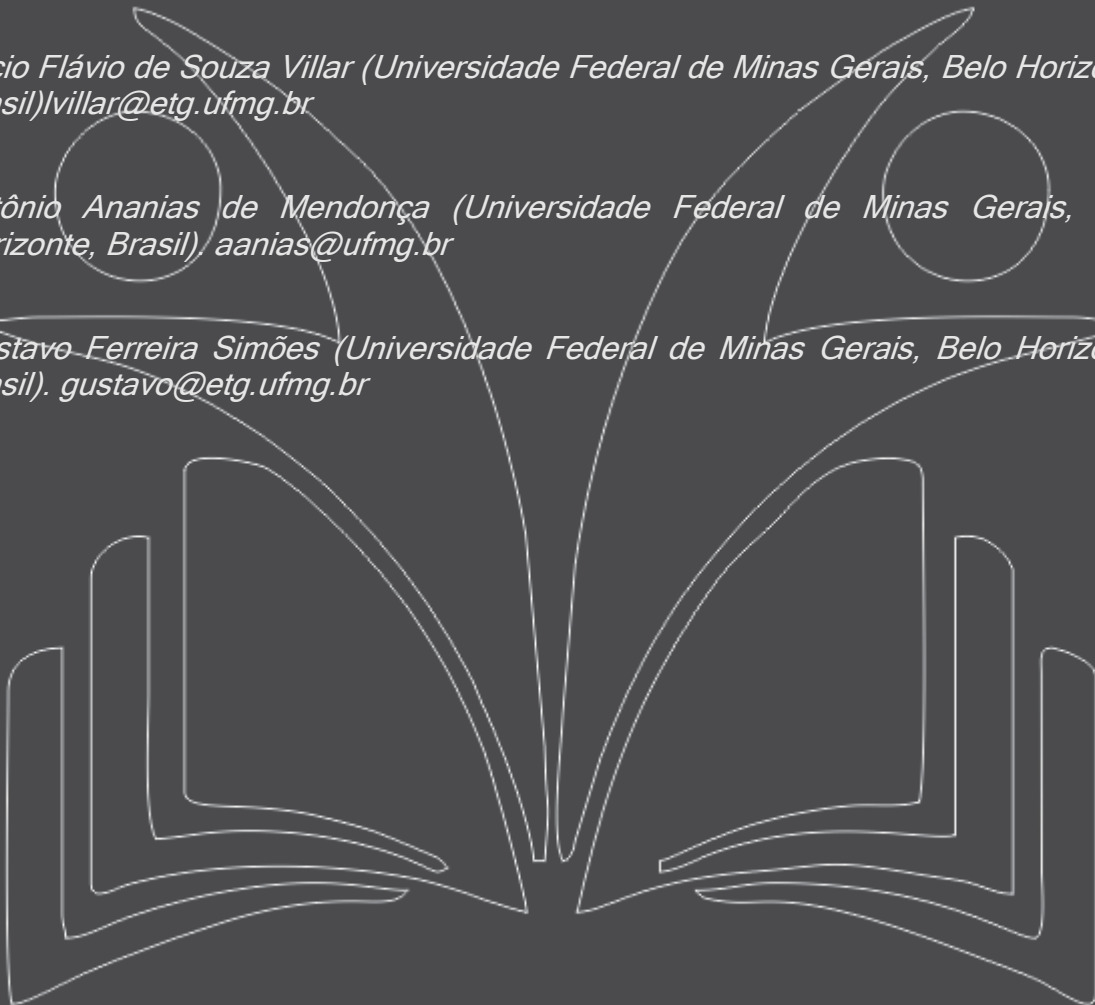 cio Flávio de Souza Villar (Universidade Federal de Minas Gerais, Belo Horizo
sil)lvillar@etg.ufmg.br
tônio Ananias de Mendonça (Universidade Federal de Minas Gerais,
rizonte, Brasil). aanias@ufmg.br
stavo Ferreira Simões (Universidade Federal de Minas Gerais, Belo Horizo
sil). gustavo@etg.ufmg.br